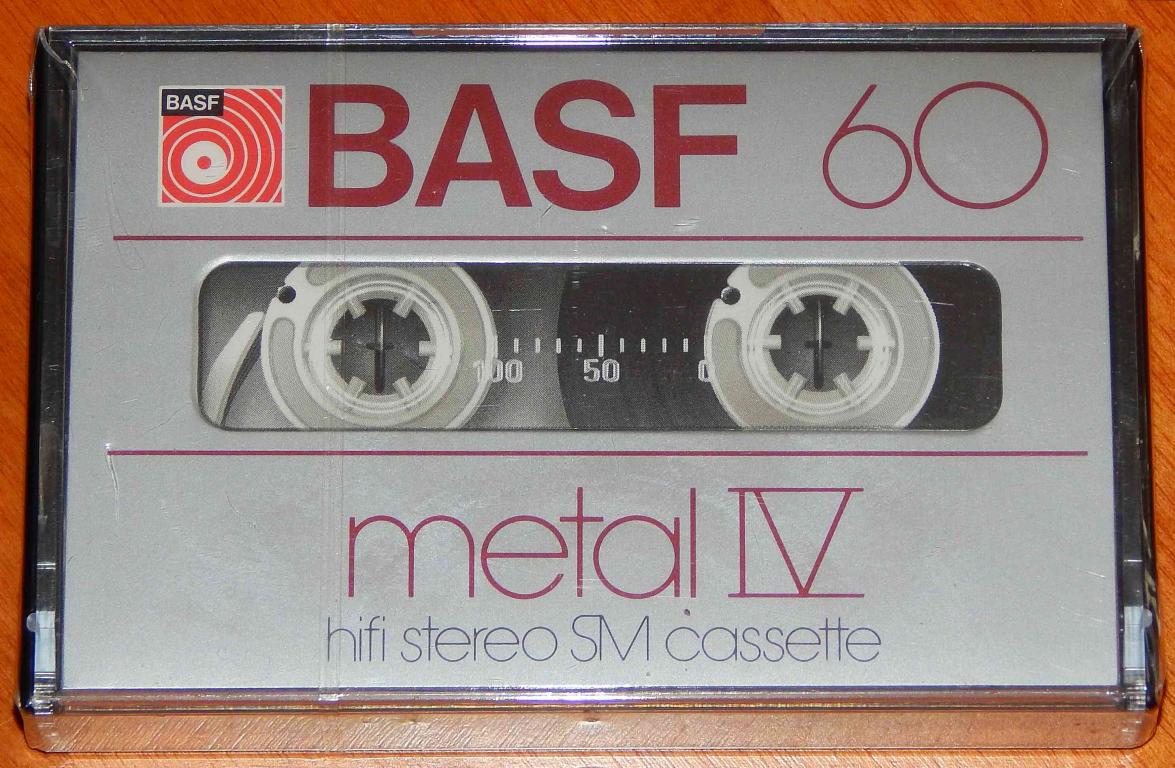 BASF BASF 60
100 50 0
metal IV
hifi stereo SM cassette